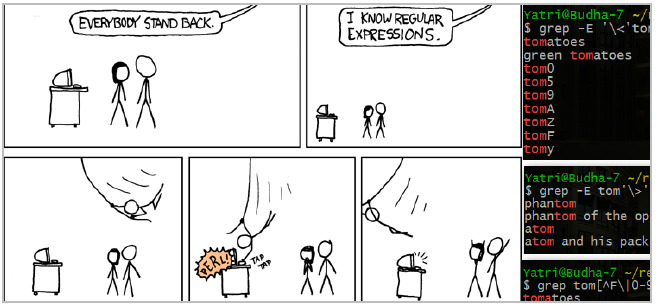 EVERYBODY STAND BACK.
I KNOW REGULAR
EXPRESSIONS.
PERL!
TAP
TAP
Yatri@Budha-7 ~/r
$ grep -E '\<'tom
tomatoes
green tomatoes
tom0
tom5
tom9
tomA
tomZ
tomF
tomy
Yatri@Budha-7 ~/r
$ grep -E tom'\>'
phantom
phantom of the op
atom
atom and his pack
Yatri@Budha-7 ~/r
$ grep tom[^F\|0-9
tomatoes